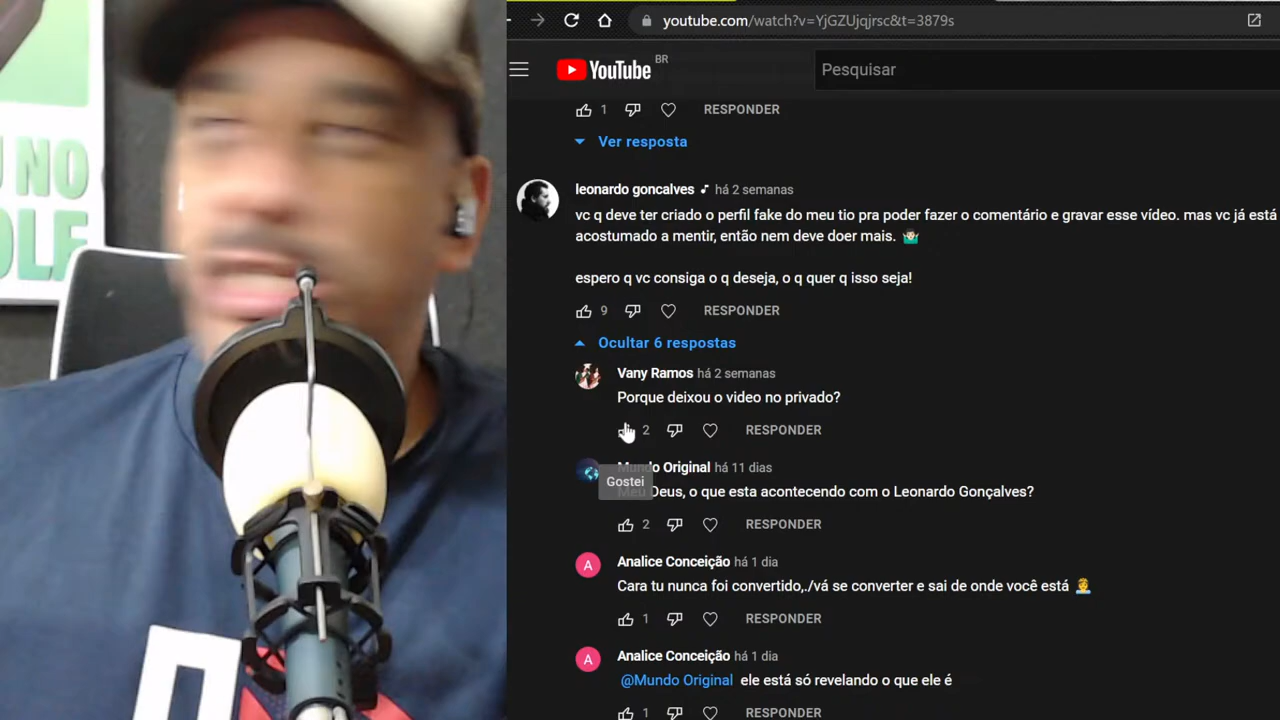 U NO
OLE
youtube.com/watch?v=YjGZUjqjrsc&t=3879s
YouTube BR
Pesquisar
1 RESPONDER
Ver resposta
leonardo goncalves há 2 semanas
vc q deve ter criado o perfil fake do meu tio pra poder fazer o comentário e gravar esse vídeo. mas vc já está
acostumado a mentir, então nem deve doer mais. 🤷🏻‍♂️
espero q vc consiga o q deseja, o q quer q isso seja!
9 RESPONDER
Ocultar 6 respostas
Vany Ramos há 2 semanas
Porque deixou o video no privado?
2 RESPONDER
Mundo Original há 11 dias
Gostei
Meu Deus, o que esta acontecendo com o Leonardo Gonçalves?
2 RESPONDER
A
Analice Conceição há 1 dia
Cara tu nunca foi convertido,./vá se converter e sai de onde você está 🤷‍♀️
1 RESPONDER
A
Analice Conceição há 1 dia
@Mundo Original ele está só revelando o que ele é
1 RESPONDER